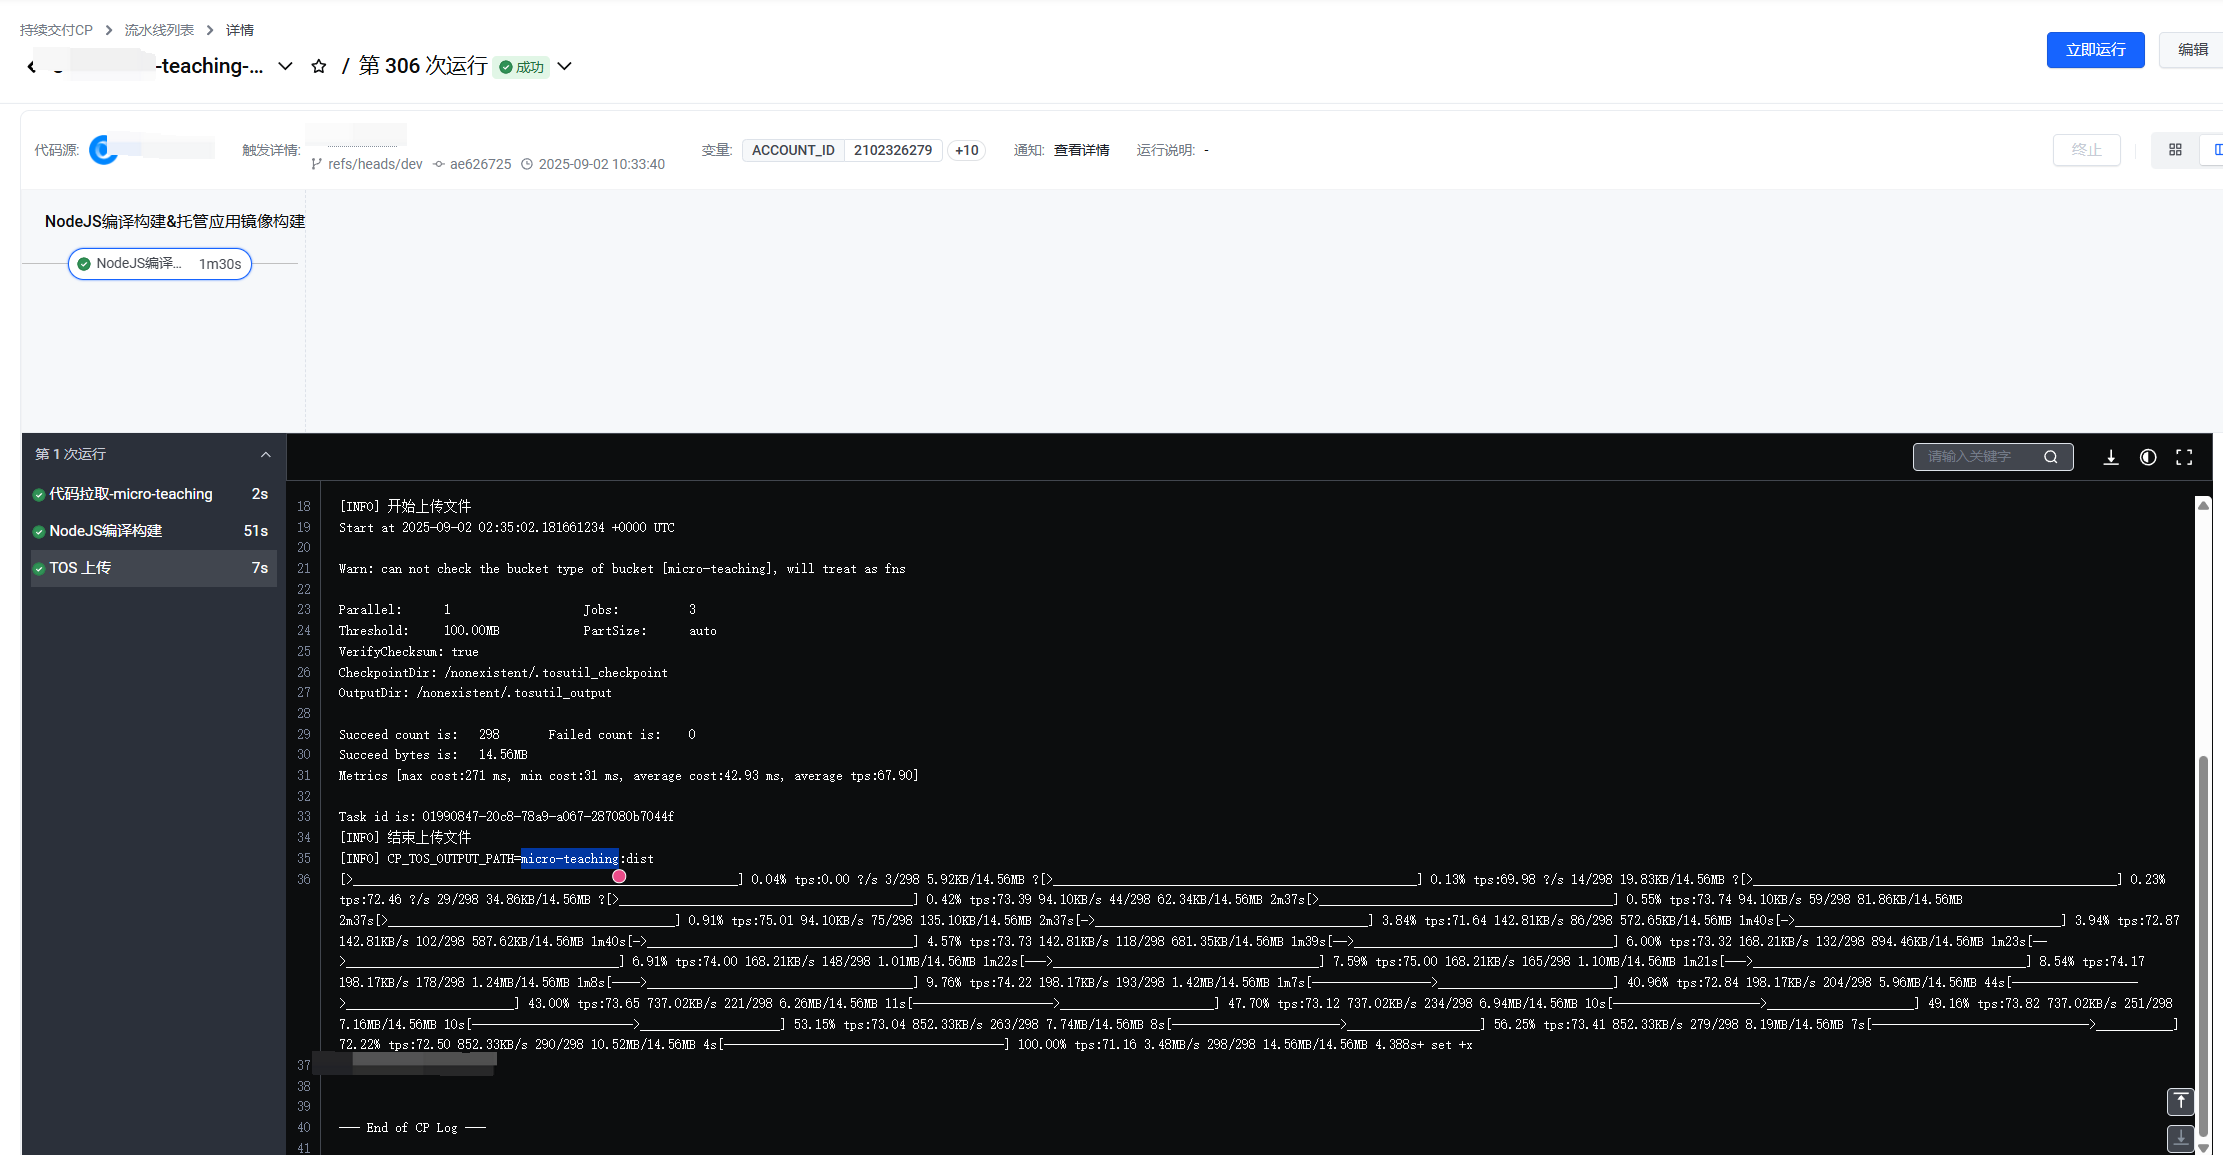 持续交付CP > 流水线列表 > 详情
-teaching-... / 第 306 次运行 成功
立即运行 编辑
代码源: 触发详情: 变量: ACCOUNT_ID 2102326279 +10 通知: 查看详情 运行说明: - 终止
refs/heads/dev ae626725 2025-09-02 10:33:40
NodeJS编译构建&托管应用镜像构建
NodeJS编译... 1m30s
第 1 次运行
请输入关键字
代码拉取-micro-teaching 2s
NodeJS编译构建 51s
TOS 上传 7s
18 [INFO] 开始上传文件
19 Start at 2025-09-02 02:35:02.181661234 +0000 UTC
20
21 Warn: can not check the bucket type of bucket [micro-teaching], will treat as fns
22
23 Parallel: 1 Jobs: 3
24 Threshold: 100.00MB PartSize: auto
25 VerifyChecksum: true
26 CheckpointDir: /nonexistent/.tosutil_checkpoint
27 OutputDir: /nonexistent/.tosutil_output
28
29 Succeed count is: 298 Failed count is: 0
30 Succeed bytes is: 14.56MB
31 Metrics [max cost:271 ms, min cost:31 ms, average cost:42.93 ms, average tps:67.90]
32
33 Task id is: 01990847-20c8-78a9-a067-287080b7044f
34 [INFO] 结束上传文件
35 [INFO] CP_TOS_OUTPUT_PATH=micro-teaching:dist
36 [>____] 0.04% tps:0.00 ?/s 3/298 5.92KB/14.56MB ?[>____] 0.13% tps:69.98 ?/s 14/298 19.83KB/14.56MB ?[>____] 0.23%
tps:72.46 ?/s 29/298 34.86KB/14.56MB ?[>____] 0.42% tps:73.39 94.10KB/s 44/298 62.34KB/14.56MB 2m37s[>____] 0.55% tps:73.74 94.10KB/s 59/298 81.86KB/14.56MB
2m37s[>____] 0.91% tps:75.01 94.10KB/s 75/298 135.10KB/14.56MB 2m37s[->____] 3.84% tps:71.64 142.81KB/s 86/298 572.65KB/14.56MB 1m40s[->____] 3.94% tps:72.87
142.81KB/s 102/298 587.62KB/14.56MB 1m40s[->____] 4.57% tps:73.73 142.81KB/s 118/298 681.35KB/14.56MB 1m39s[-->____] 6.00% tps:73.32 168.21KB/s 132/298 894.46KB/14.56MB 1m23s[--
>____] 6.91% tps:74.00 168.21KB/s 148/298 1.01MB/14.56MB 1m22s[--->____] 7.59% tps:75.00 168.21KB/s 165/298 1.10MB/14.56MB 1m21s[--->____] 8.54% tps:74.17
198.17KB/s 178/298 1.24MB/14.56MB 1m8s[---->____] 9.76% tps:74.22 198.17KB/s 193/298 1.42MB/14.56MB 1m7s[---->____] 40.96% tps:72.84 198.17KB/s 204/298 5.96MB/14.56MB 44s[----
>____] 43.00% tps:73.65 737.02KB/s 221/298 6.26MB/14.56MB 11s[---->____] 47.70% tps:73.12 737.02KB/s 234/298 6.94MB/14.56MB 10s[---->____] 49.16% tps:73.82 737.02KB/s 251/298
7.16MB/14.56MB 10s[---->____] 53.15% tps:73.04 852.33KB/s 263/298 7.74MB/14.56MB 8s[---->____] 56.25% tps:73.41 852.33KB/s 279/298 8.19MB/14.56MB 7s[---->____]
72.22% tps:72.50 852.33KB/s 290/298 10.52MB/14.56MB 4s[----] 100.00% tps:71.16 3.48MB/s 298/298 14.56MB/14.56MB 4.388s+ set +x
37
38
39
40 --- End of CP Log ---
41